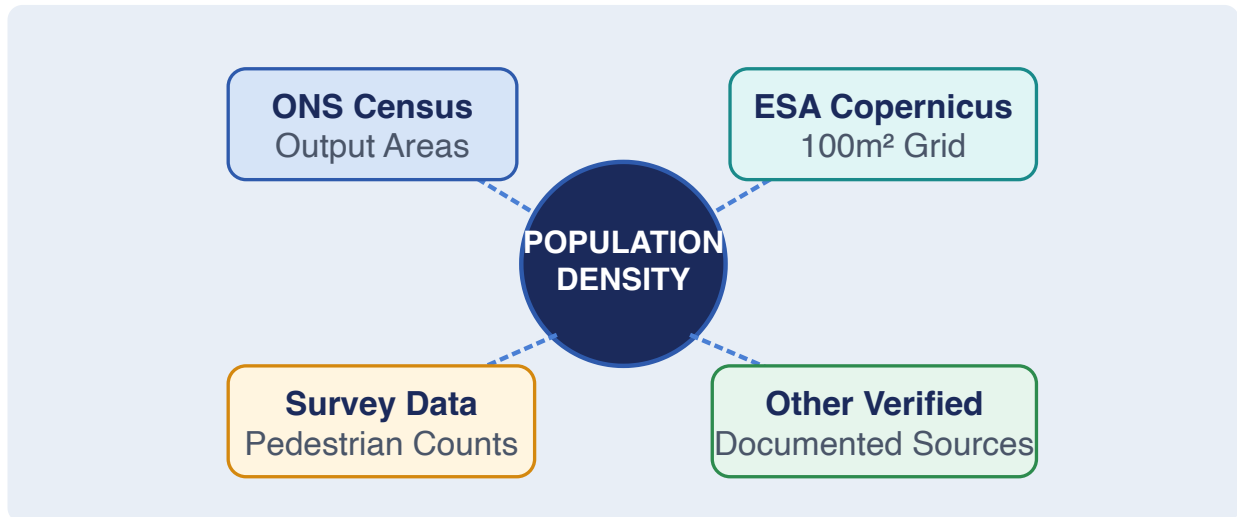 ONS Census
Output Areas
ESA Copernicus
100m² Grid
POPULATION
DENSITY
Survey Data
Pedestrian Counts
Other Verified
Documented Sources